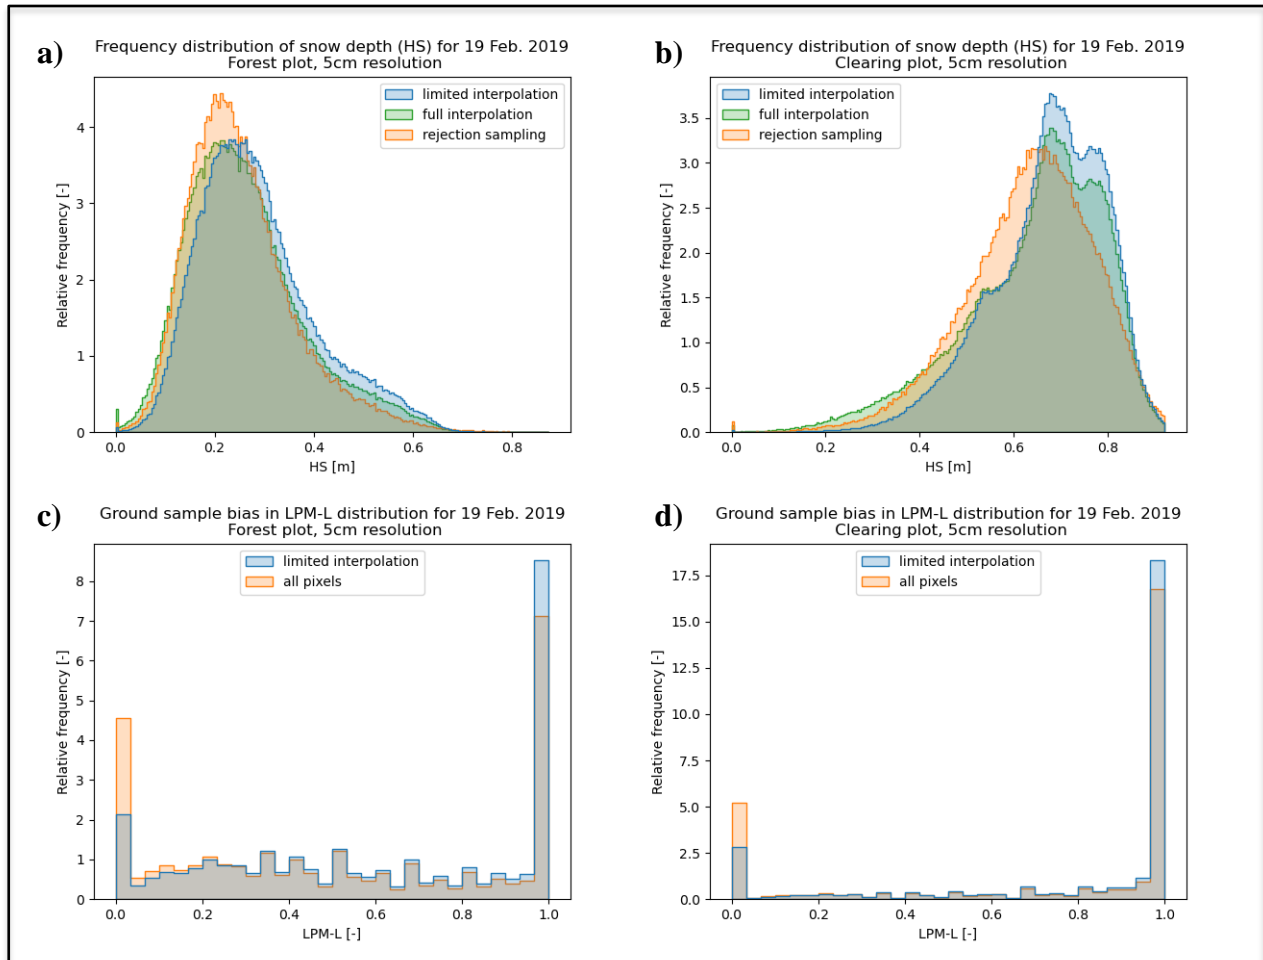 a)
Frequency distribution of snow depth (HS) for 19 Feb. 2019
Forest plot, 5cm resolution
limited interpolation
full interpolation
rejection sampling
Relative frequency [-]
4
3
2
1
0
0.0 0.2 0.4 0.6 0.8
HS [m]
b)
Frequency distribution of snow depth (HS) for 19 Feb. 2019
Clearing plot, 5cm resolution
limited interpolation
full interpolation
rejection sampling
Relative frequency [-]
3.5
3.0
2.5
2.0
1.5
1.0
0.5
0.0
0.0 0.2 0.4 0.6 0.8
HS [m]
c)
Ground sample bias in LPM-L distribution for 19 Feb. 2019
Forest plot, 5cm resolution
limited interpolation
all pixels
Relative frequency [-]
8
7
6
5
4
3
2
1
0
0.0 0.2 0.4 0.6 0.8 1.0
LPM-L [-]
d)
Ground sample bias in LPM-L distribution for 19 Feb. 2019
Clearing plot, 5cm resolution
limited interpolation
all pixels
Relative frequency [-]
17.5
15.0
12.5
10.0
7.5
5.0
2.5
0.0
0.0 0.2 0.4 0.6 0.8 1.0
LPM-L [-]